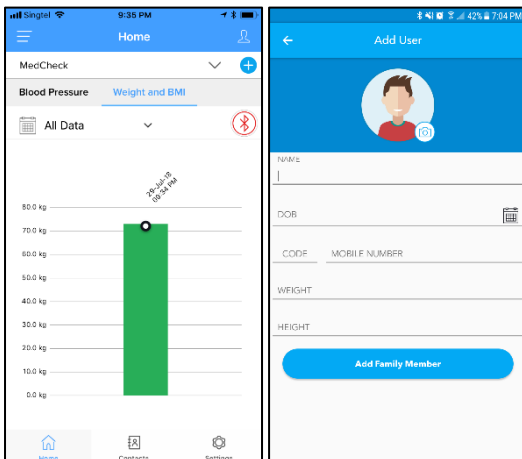 Singtel 9:35 PM
Home
MedCheck
Blood Pressure Weight and BMI
All Data
29-Jul-18
09:34 PM
80.0 kg
70.0 kg
60.0 kg
50.0 kg
40.0 kg
30.0 kg
20.0 kg
10.0 kg
0.0 kg
Home Contacts Settings
42% 7:04 PM
Add User
NAME
DOB
CODE MOBILE NUMBER
WEIGHT
HEIGHT
Add Family Member